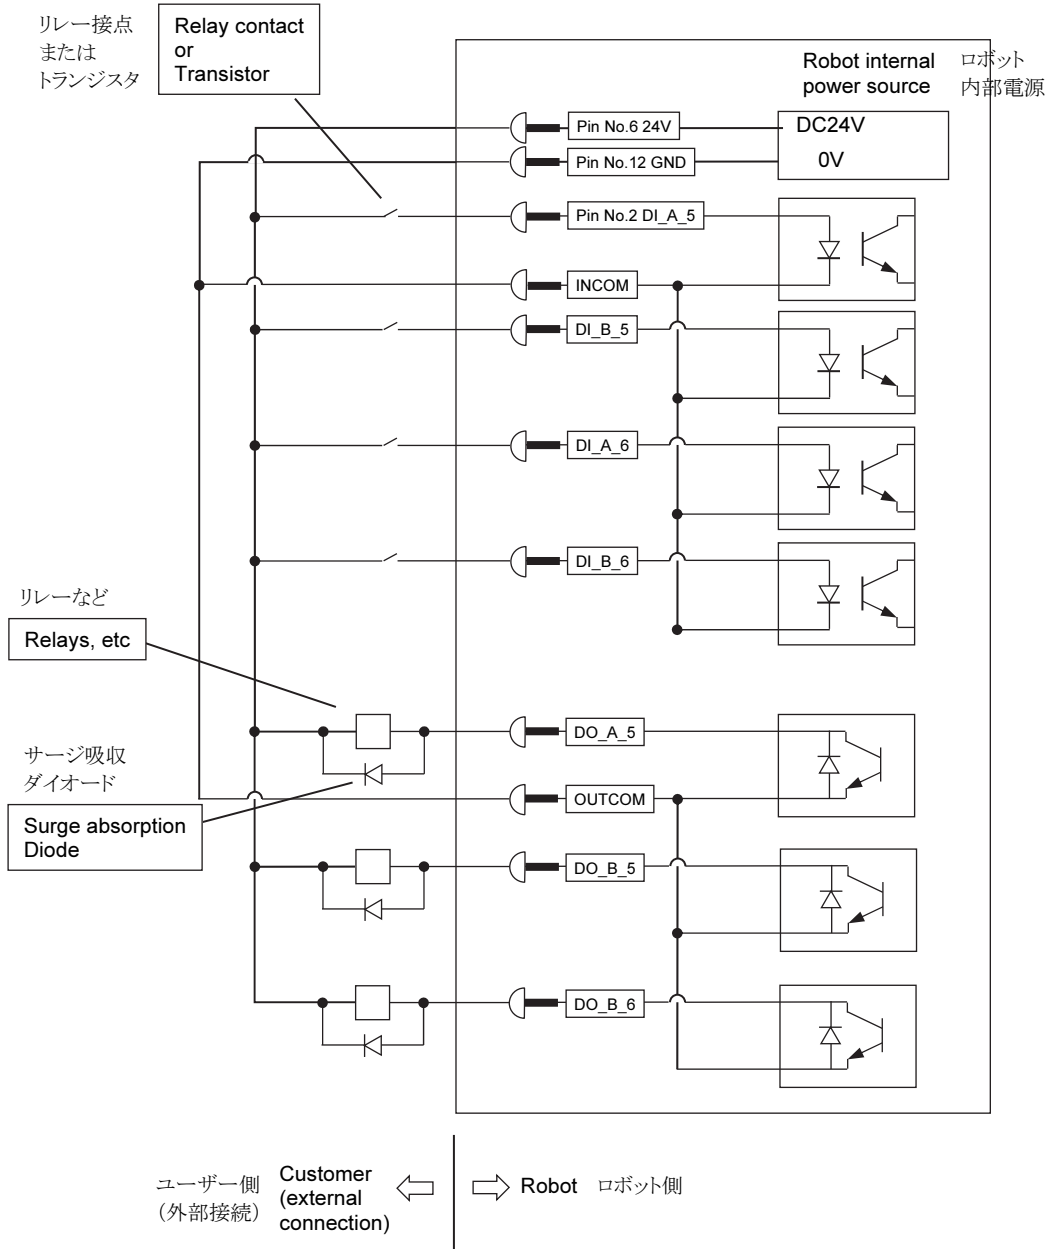 リレー接点
または
トランジスタ
Relay contact
or
Transistor
Robot internal
power source
ロボット
内部電源
Pin No.6 24V
DC24V
Pin No.12 GND
0V
Pin No.2 DI_A_5
INCOM
DI_B_5
DI_A_6
DI_B_6
リレーなど
Relays, etc
DO_A_5
サージ吸収
ダイオード
OUTCOM
Surge absorption
Diode
DO_B_5
DO_B_6
ユーザー側
（外部接続）
Customer
(external
connection)
Robot
ロボット側